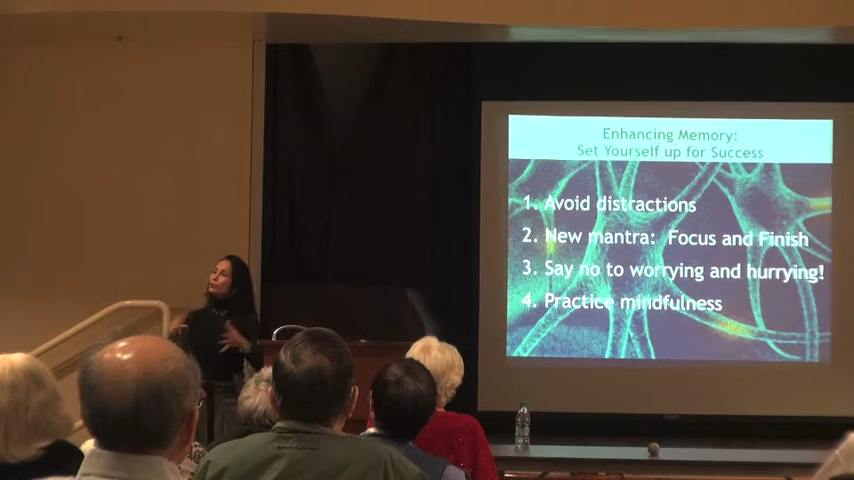 Enhancing Memory:
Set Yourself up for Success
1. Avoid distractions
2. New mantra: Focus and Finish
3. Say no to worrying and hurrying!
4. Practice mindfulness